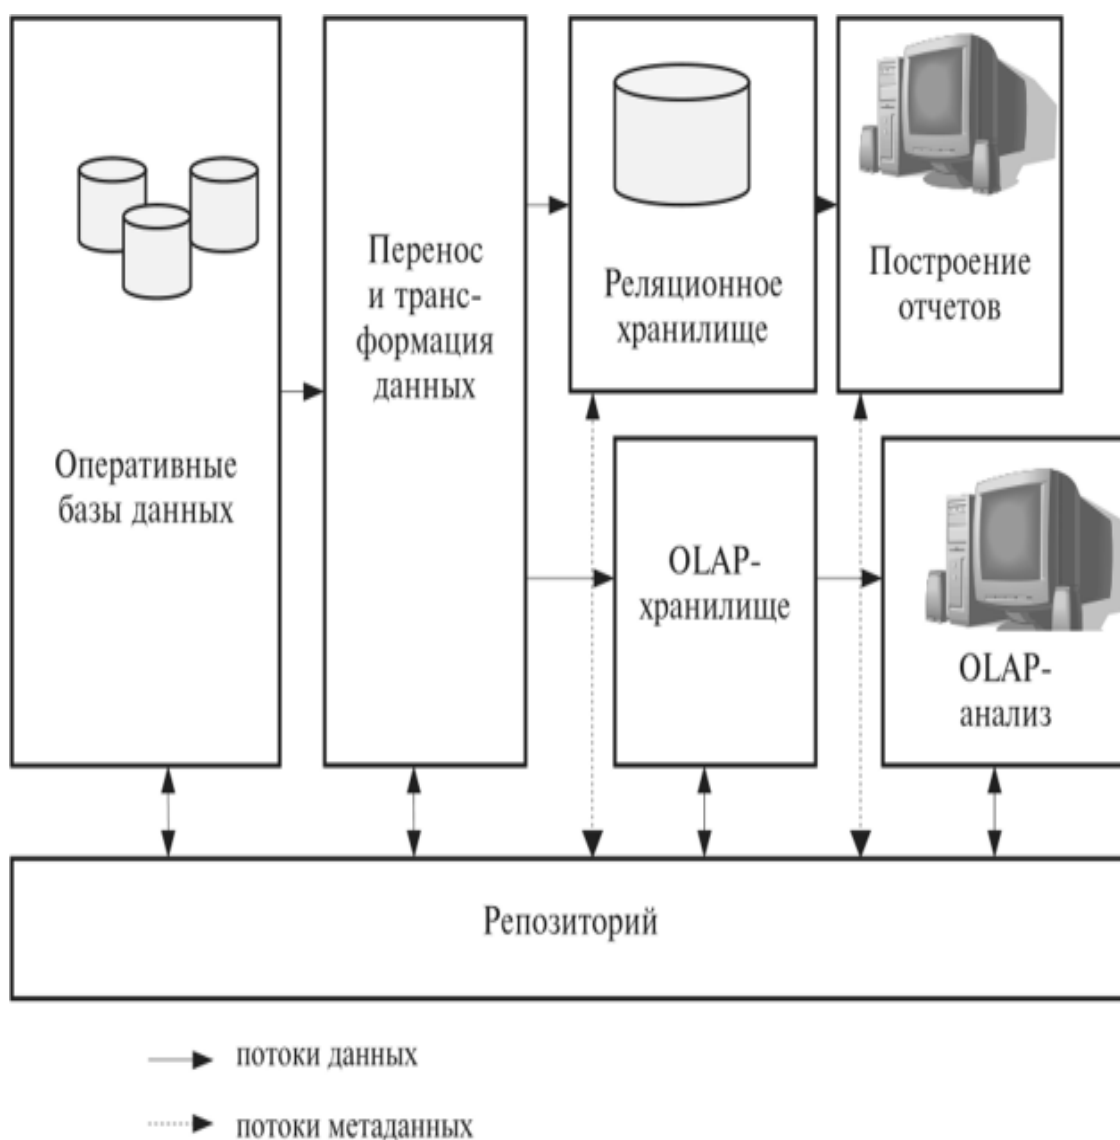 Оперативные
базы данных
Перенос
и транс-
формация
данных
Реляционное
хранилище
Построение
отчетов
OLAP-
хранилище
OLAP-
анализ
Репозиторий
потоки данных
потоки метаданных